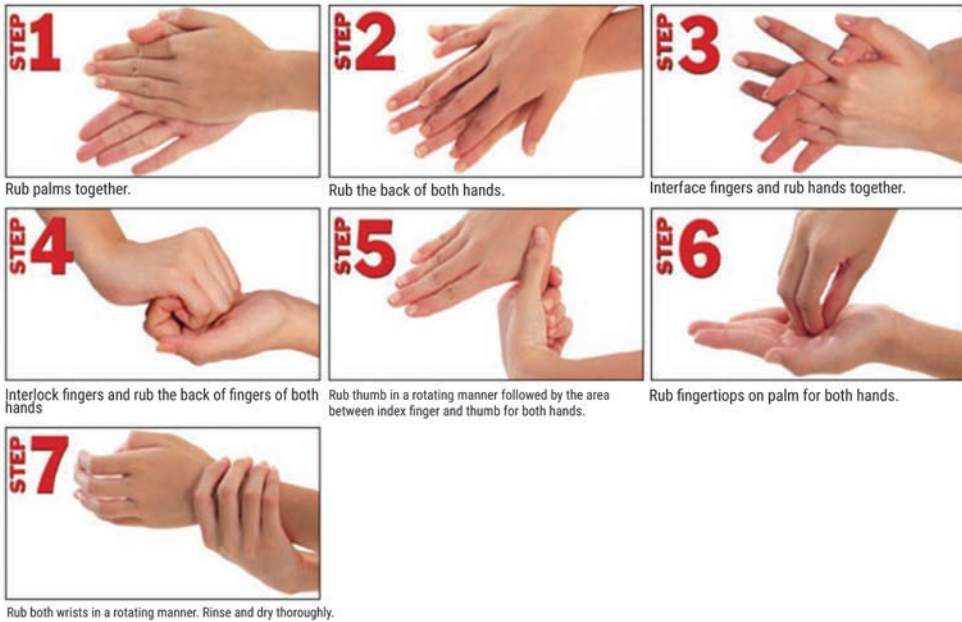 STEP 1
Rub palms together.
STEP 2
Rub the back of both hands.
STEP 3
Interface fingers and rub hands together.
STEP 4
Interlock fingers and rub the back of fingers of both
hands
STEP 5
Rub thumb in a rotating manner followed by the area
between index finger and thumb for both hands.
STEP 6
Rub fingertiops on palm for both hands.
STEP 7
Rub both wrists in a rotating manner. Rinse and dry thoroughly.